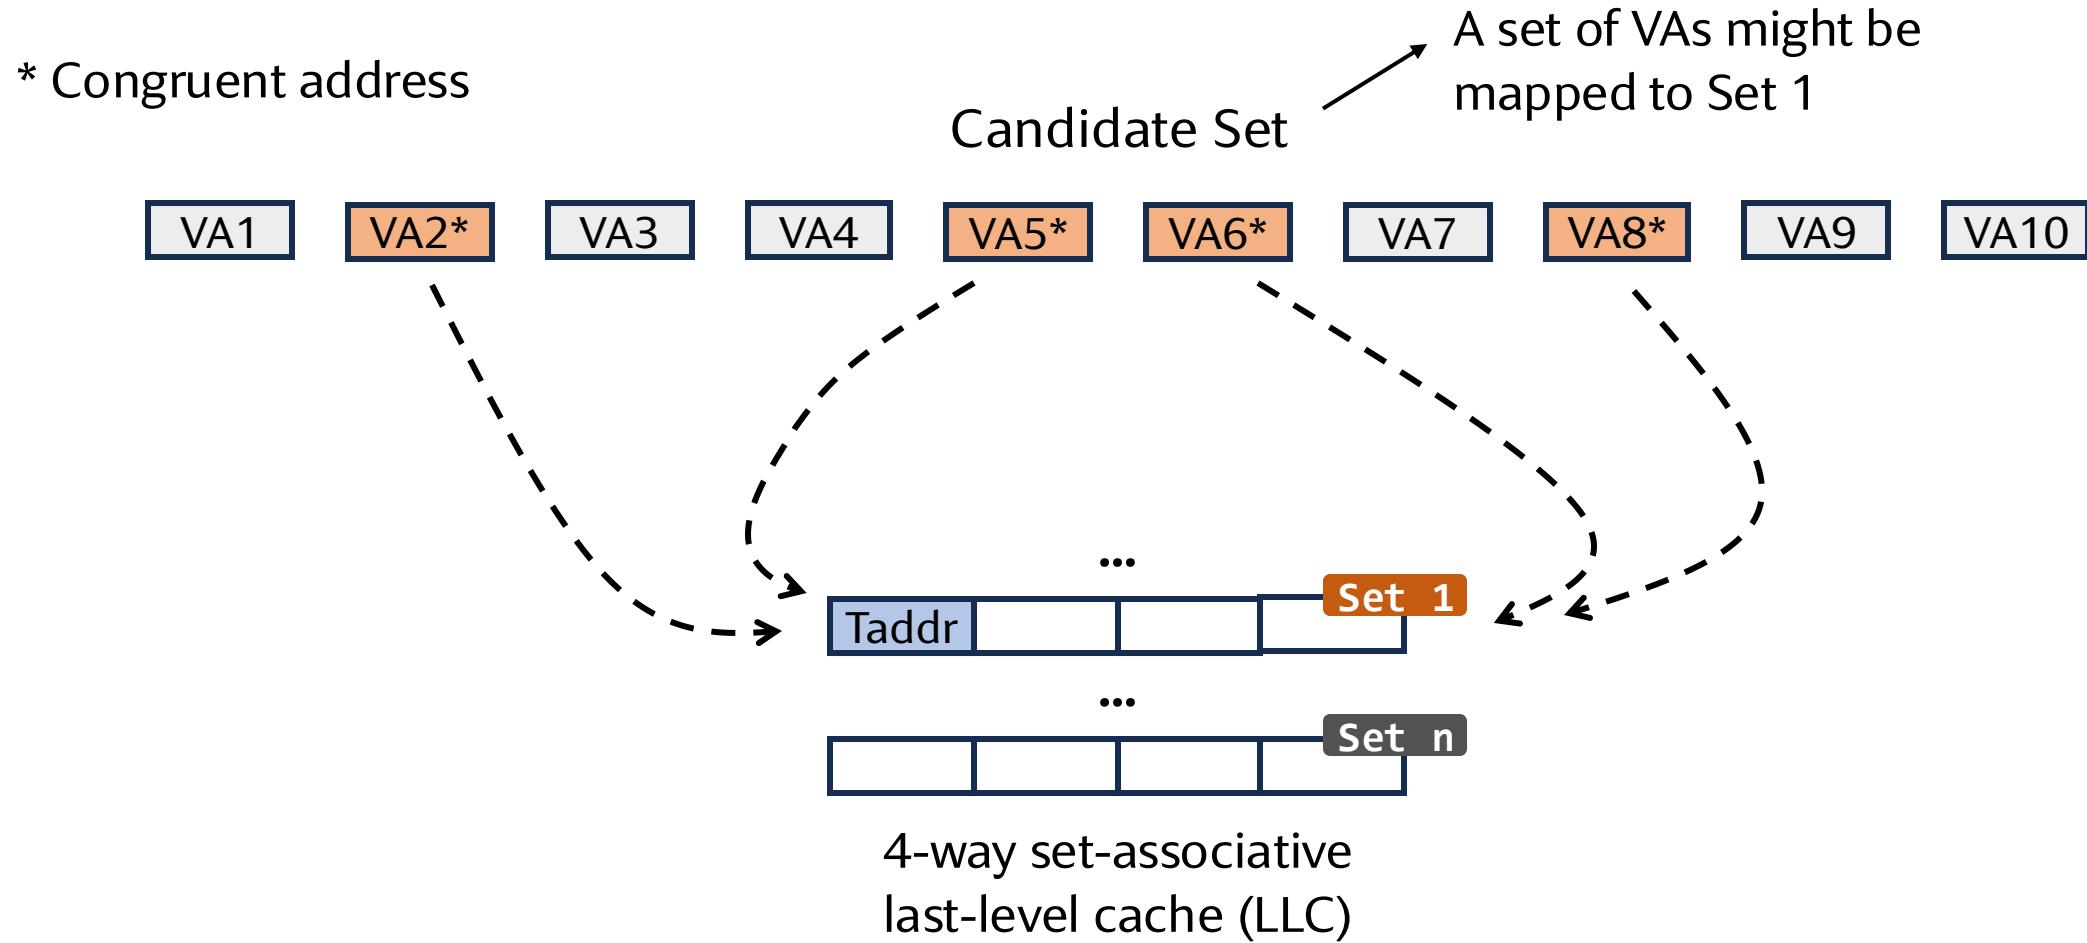 A set of VAs might be
mapped to Set 1
* Congruent address
Candidate Set
VA1 VA2* VA3 VA4 VA5* VA6* VA7 VA8* VA9 VA10
...
Set 1
Taddr
...
Set n
4-way set-associative
last-level cache (LLC)